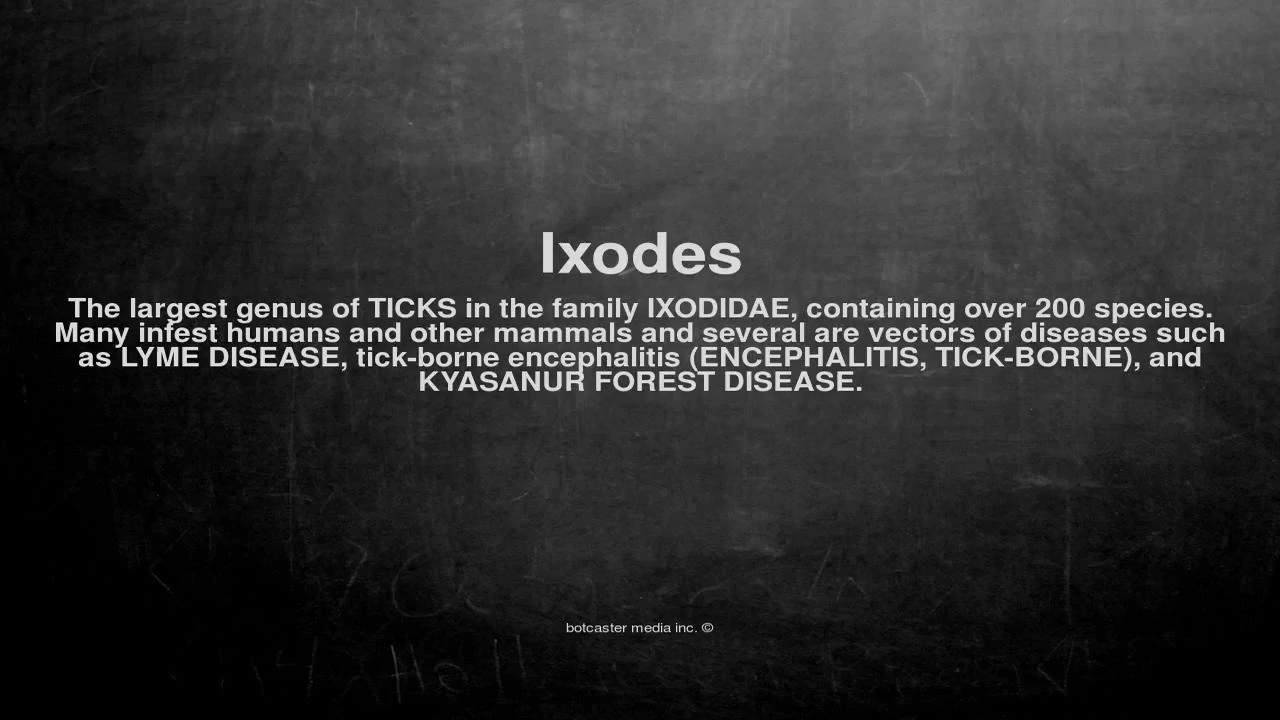 Ixodes
The largest genus of TICKS in the family IXODIDAE, containing over 200 species.
Many infest humans and other mammals and several are vectors of diseases such
as LYME DISEASE, tick-borne encephalitis (ENCEPHALITIS, TICK-BORNE), and
KYASANUR FOREST DISEASE.
botcaster media inc. ©